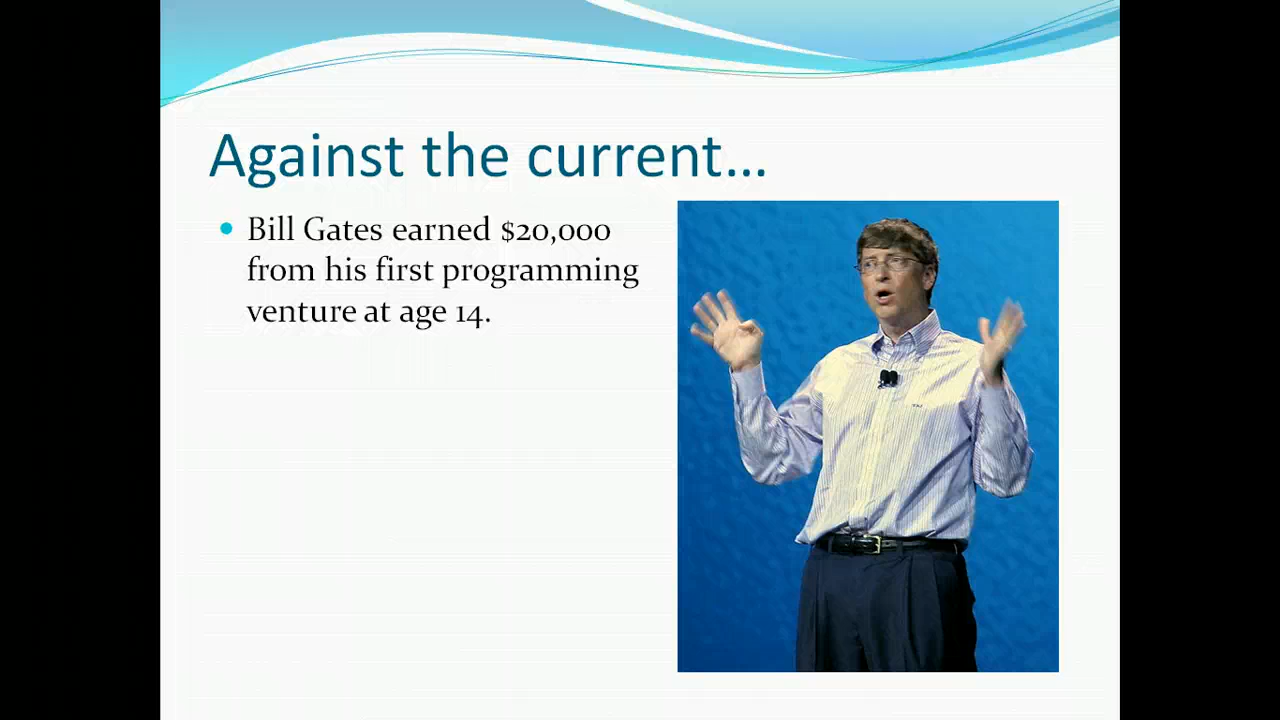 Against the current...
• Bill Gates earned $20,000
from his first programming
venture at age 14.